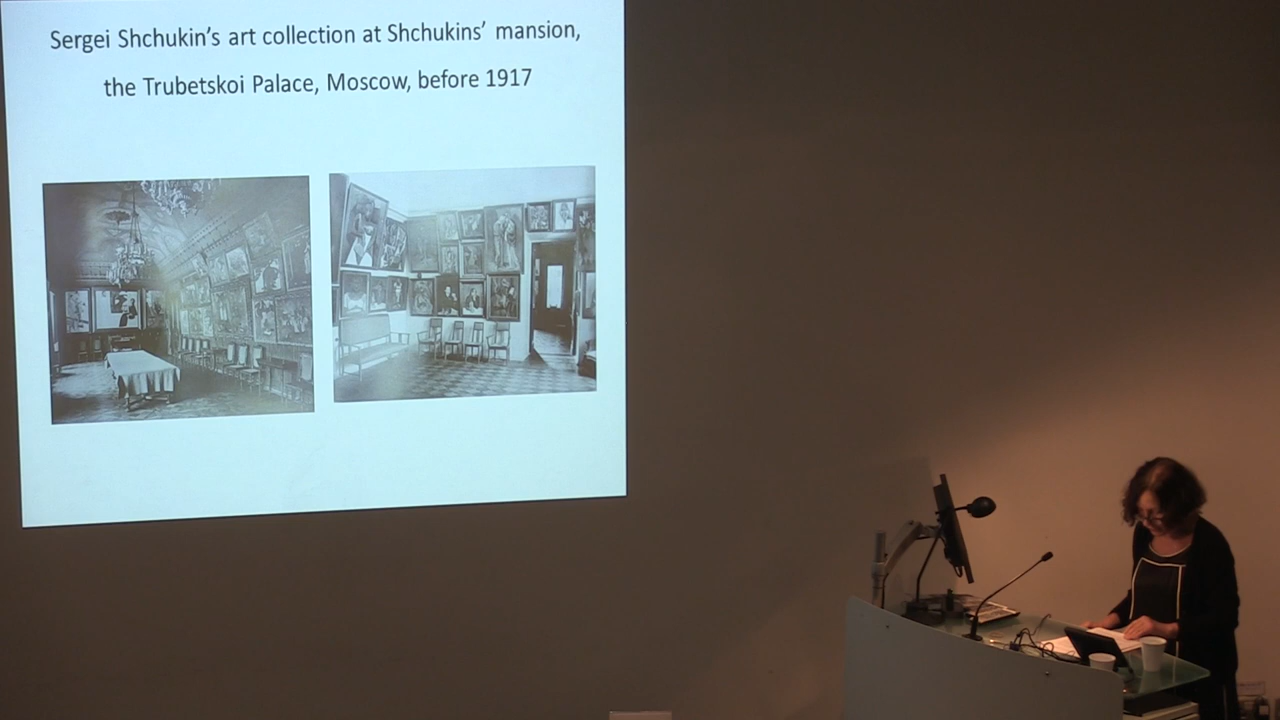 Sergei Shchukin's art collection at Shchukins' mansion,
the Trubetskoi Palace, Moscow, before 1917